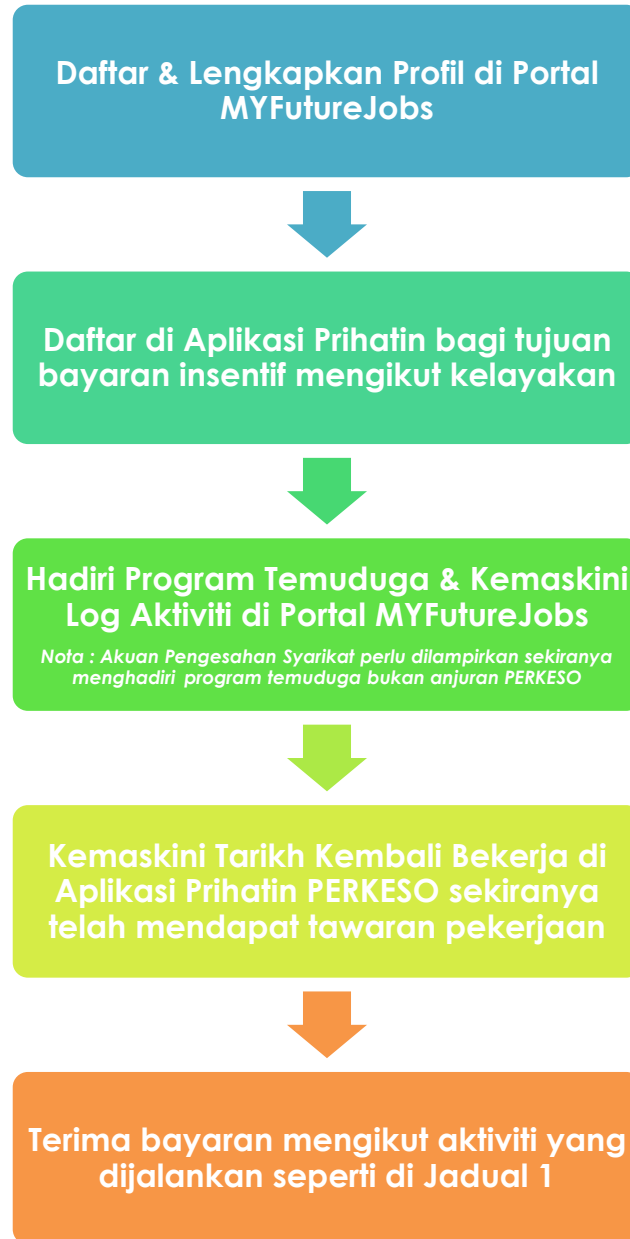 Daftar & Lengkapkan Profil di Portal
MYFutureJobs
Daftar di Aplikasi Prihatin bagi tujuan
bayaran insentif mengikut kelayakan
Hadiri Program Temuduga & Kemaskini
Log Aktiviti di Portal MYFutureJobs
Nota : Akuan Pengesahan Syarikat perlu dilampirkan sekiranya
menghadiri program temuduga bukan anjuran PERKESO
Kemaskini Tarikh Kembali Bekerja di
Aplikasi Prihatin PERKESO sekiranya
telah mendapat tawaran pekerjaan
Terima bayaran mengikut aktiviti yang
dijalankan seperti di Jadual 1